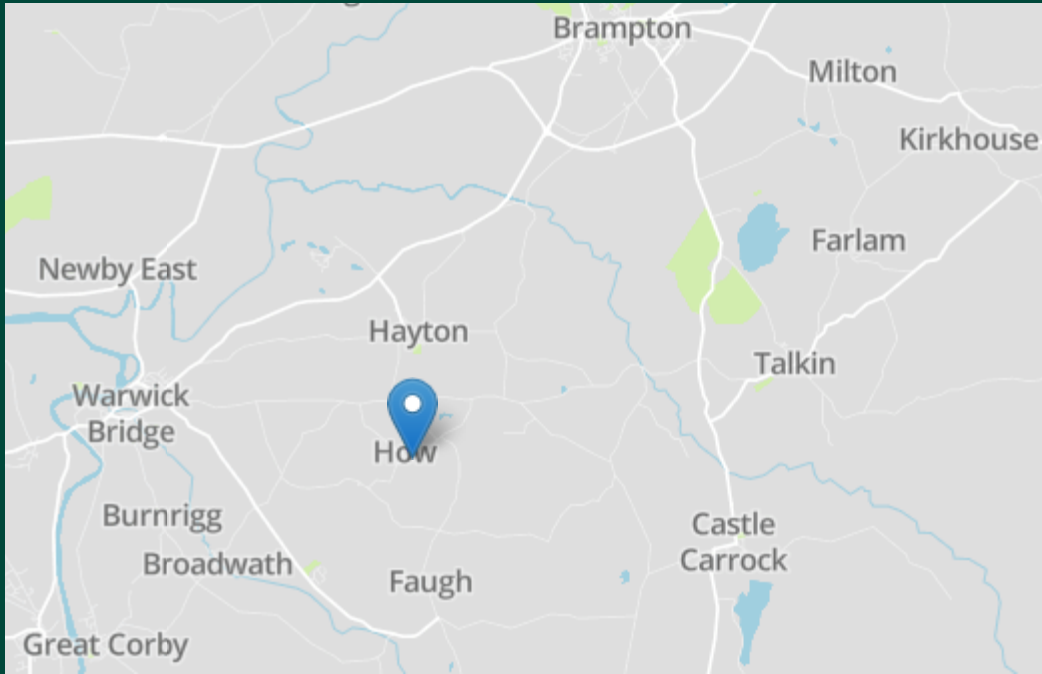 Brampton
Milton
Kirkhouse
Farlam
Newby East
Hayton
Talkin
Warwick
Bridge
How
Burnrigg
Castle
Carrock
Broadwath
Faugh
Great Corby